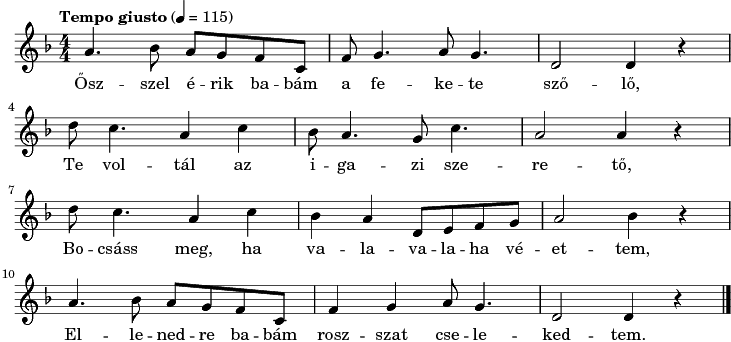 Tempo giusto (♩ = 115)
Ősz -- szel é -- rik ba -- bám a fe -- ke -- te sző -- lő,
4
Te vol -- tál az i -- ga -- zi sze -- re -- tő,
7
Bo -- csáss meg, ha va -- la -- va -- la -- ha vé -- et -- tem,
10
El -- le -- ned -- re ba -- bám rosz -- szat cse -- le -- ked -- tem.